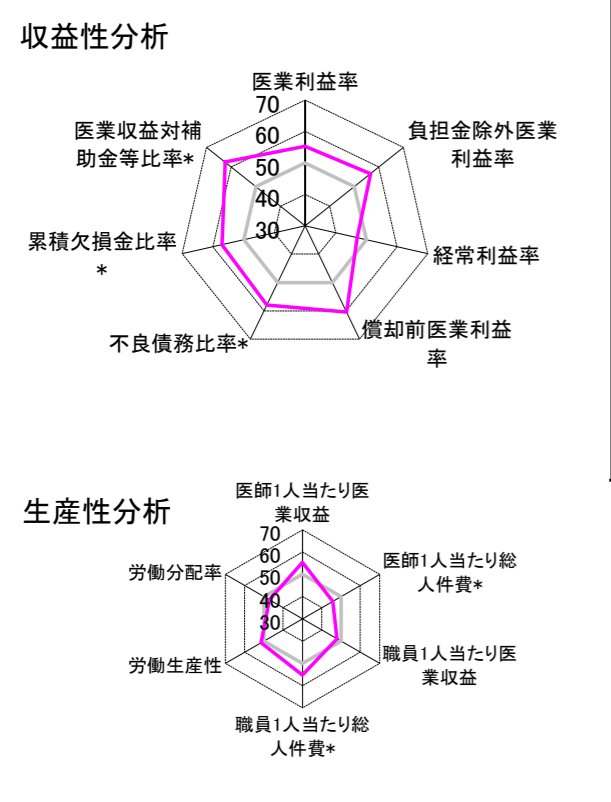 収益性分析
医業利益率
70
60
50
40
30
負担金除外医業
利益率
経常利益率
償却前医業利益
率
不良債務比率*
累積欠損金比率
*
医業収益対補
助金等比率*
生産性分析
医師1人当たり医
業収益
70
60
50
40
30
医師1人当たり総
人件費*
職員1人当たり医
業収益
職員1人当たり総
人件費*
労働生産性
労働分配率